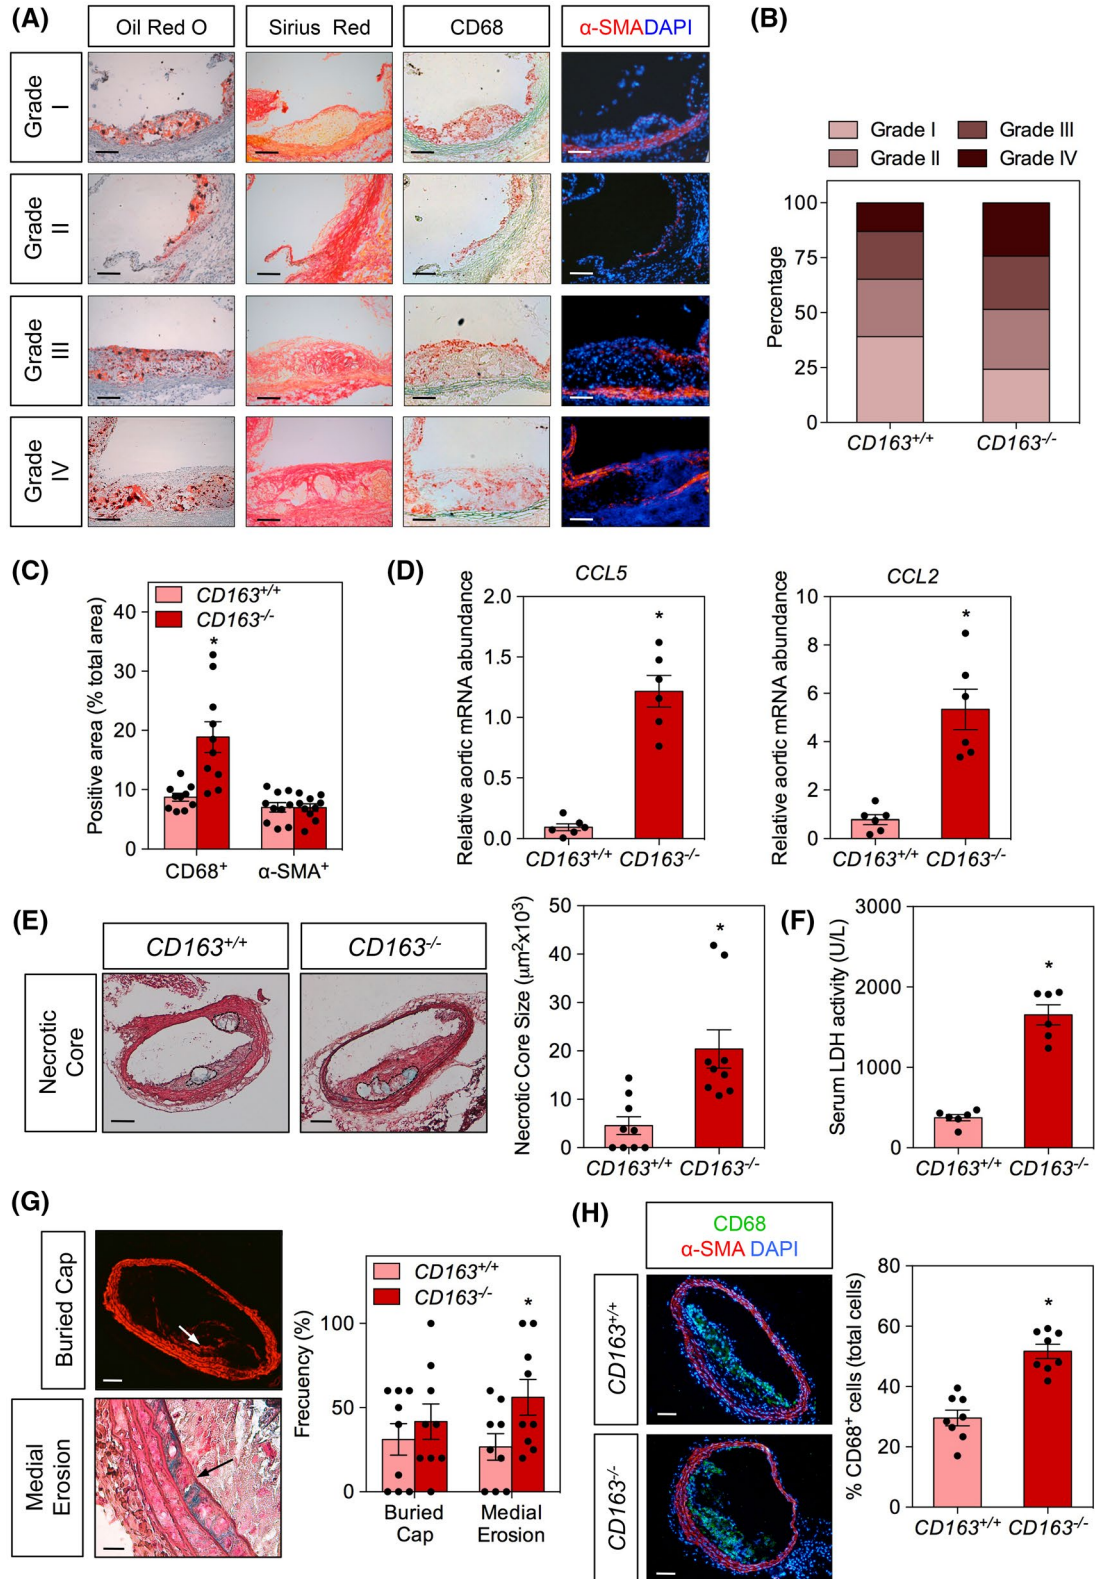 (A)
Oil Red O
Sirius Red
CD68
α-SMADAPI
Grade
I
Grade
II
Grade
III
Grade
IV
(B)
Grade I
Grade III
Grade II
Grade IV
Percentage
100
75
50
25
0
CD163+/+
CD163-/-
(C)
CD163+/+
CD163-/-
Positive area (% total area)
40
30
20
10
0
*
CD68+
α-SMA+
(D)
CCL5
Relative aortic mRNA abundance
2.0
1.5
1.0
0.5
0.0
*
CD163+/+
CD163-/-
CCL2
Relative aortic mRNA abundance
10
8
6
4
2
0
*
CD163+/+
CD163-/-
(E)
CD163+/+
CD163-/-
Necrotic
Core
Necrotic Core Size (μm²x10³)
50
40
30
20
10
0
*
CD163+/+
CD163-/-
(F)
Serum LDH activity (U/L)
3000
2000
1000
0
*
CD163+/+
CD163-/-
(G)
Buried Cap
Medial
Erosion
CD163+/+
CD163-/-
Frecuency (%)
100
50
0
*
Buried
Cap
Medial
Erosion
(H)
CD68
α-SMA DAPI
CD163+/+
CD163-/-
% CD68+ cells (total cells)
80
60
40
20
0
*
CD163+/+
CD163-/-